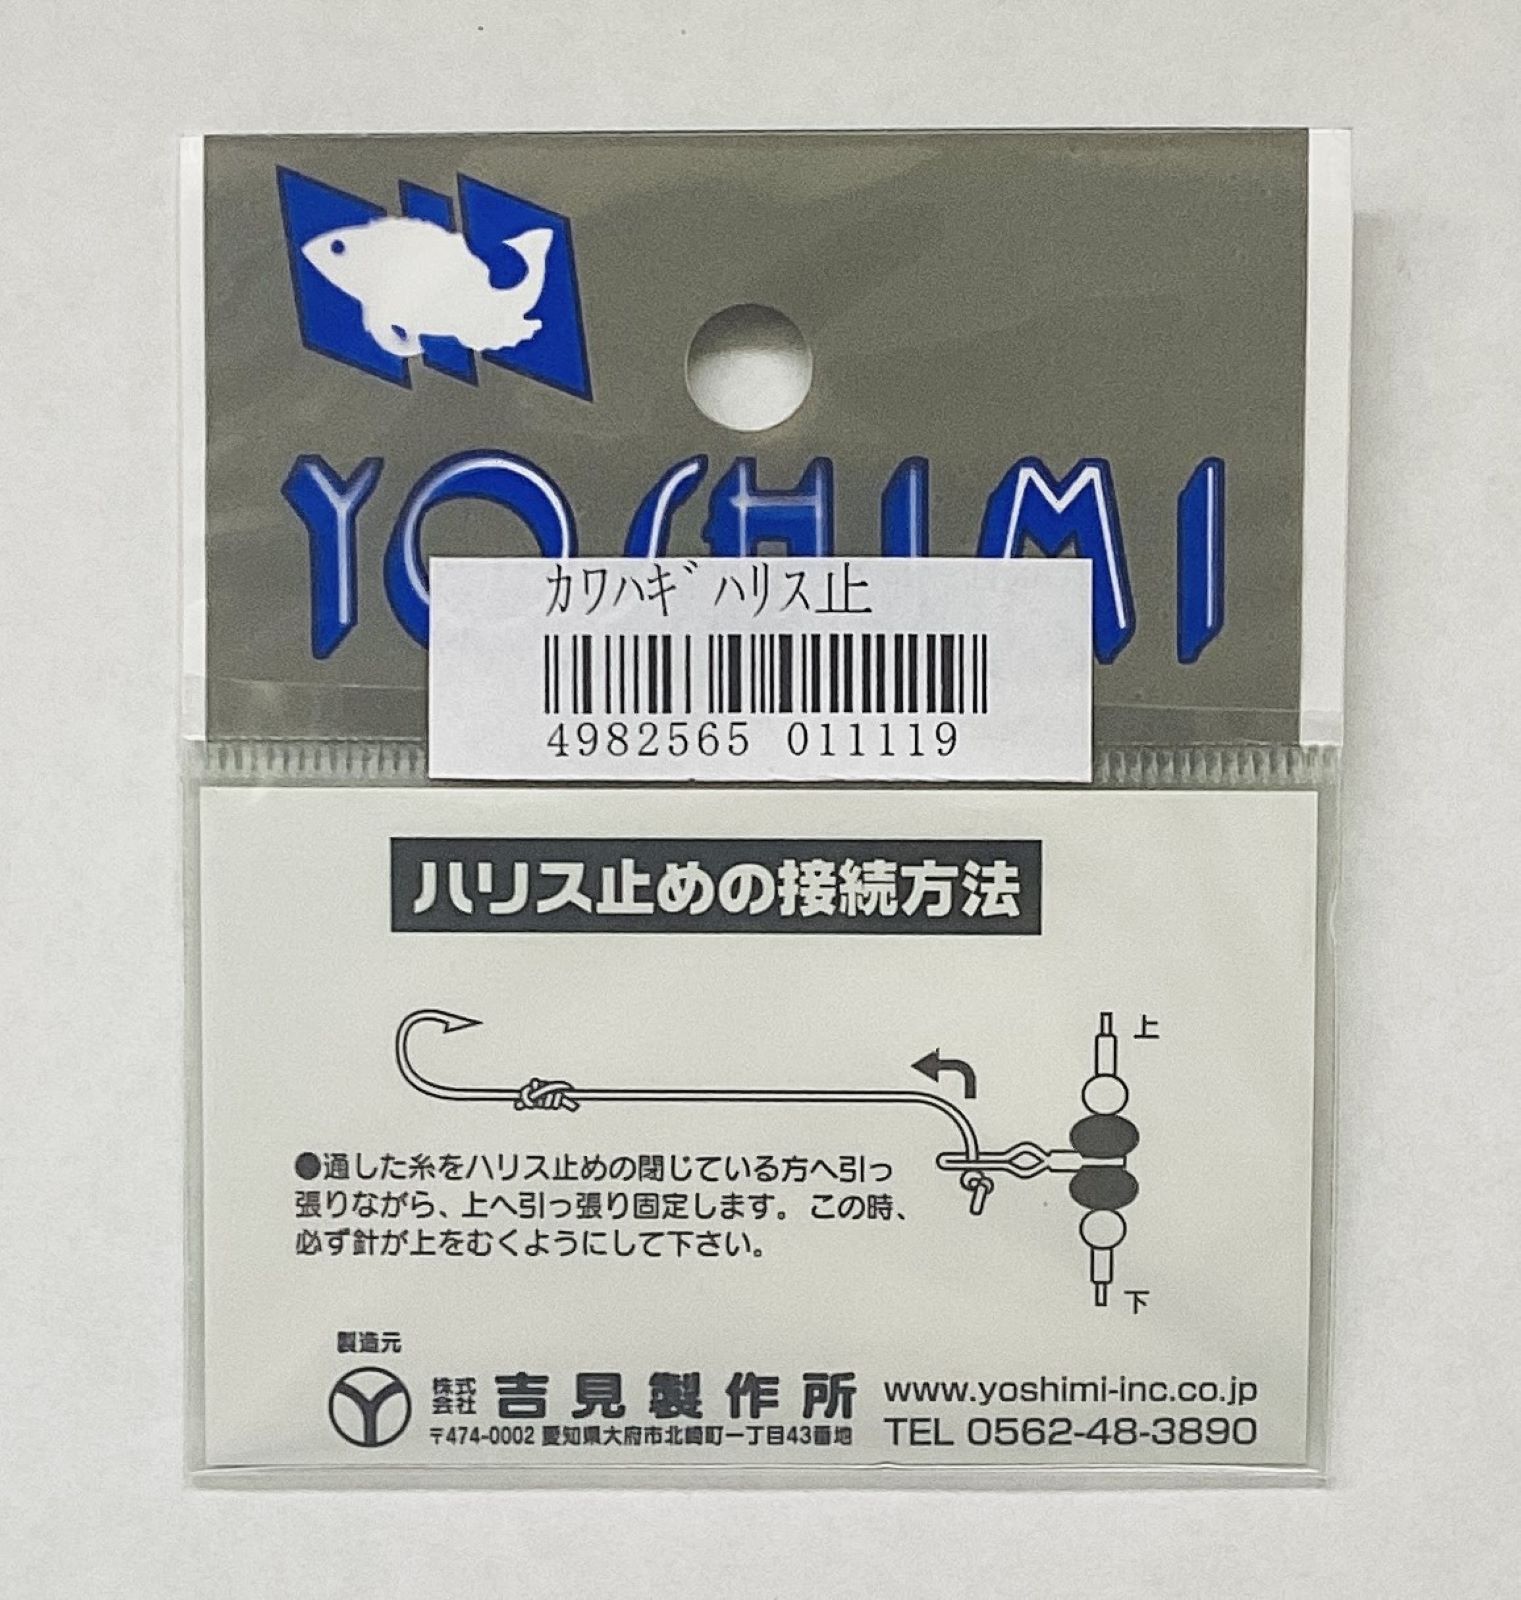 YOSHIMI
ｶﾜﾊｷﾞ ﾊﾘｽ止
4982565 011119
ハリス止めの接続方法
上
●通した糸をハリス止めの閉じている方へ引っ
張りながら、上へ引っ張り固定します。この時、
必ず針が上をむくようにして下さい。
下
製造元
株式会社 吉見製作所 www.yoshimi-inc.co.jp
〒474-0002 愛知県大府市北崎町一丁目43番地 TEL 0562-48-3890